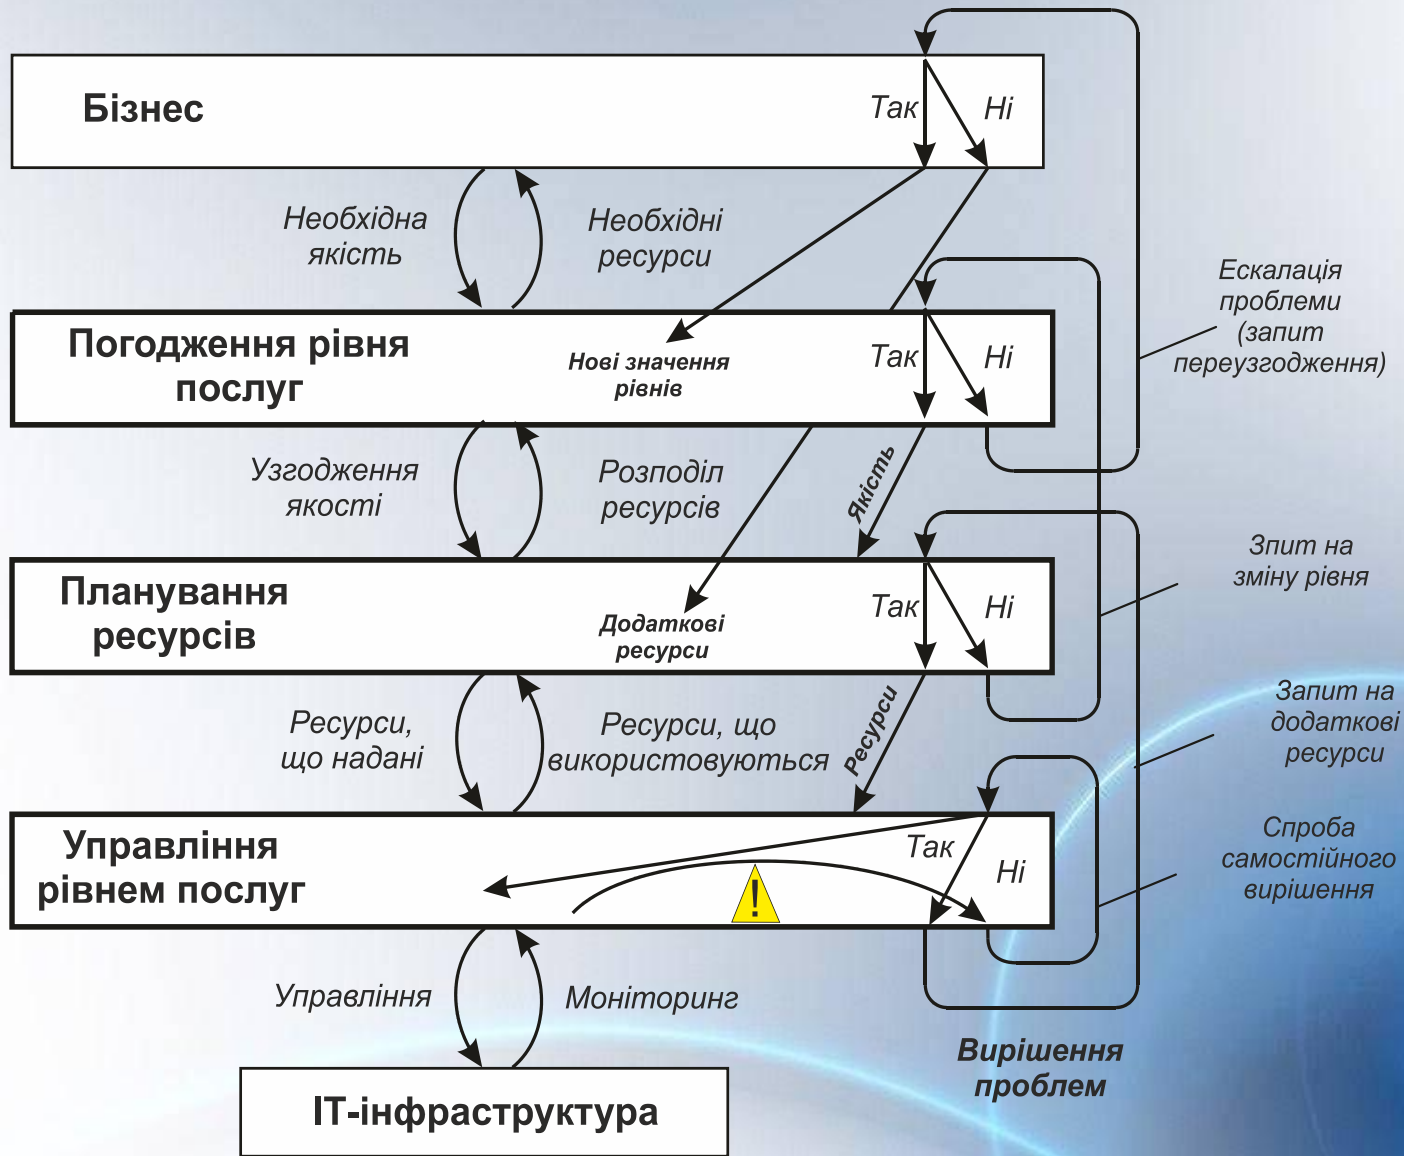 Бізнес
Так
Ні
Необхідна
якість
Необхідні
ресурси
Ескалація
проблеми
(запит
переузгодження)
Погодження рівня
послуг
Нові значення
рівнів
Так
Ні
Узгодження
якості
Розподіл
ресурсів
Якість
Зпит на
зміну рівня
Планування
ресурсів
Додаткові
ресурси
Так
Ні
Ресурси,
що надані
Ресурси, що
використовуються
Ресурси
Запит на
додаткові
ресурси
Управління
рівнем послуг
!
Так
Ні
Спроба
самостійного
вирішення
Управління
Моніторинг
Вирішення
проблем
ІТ-інфраструктура